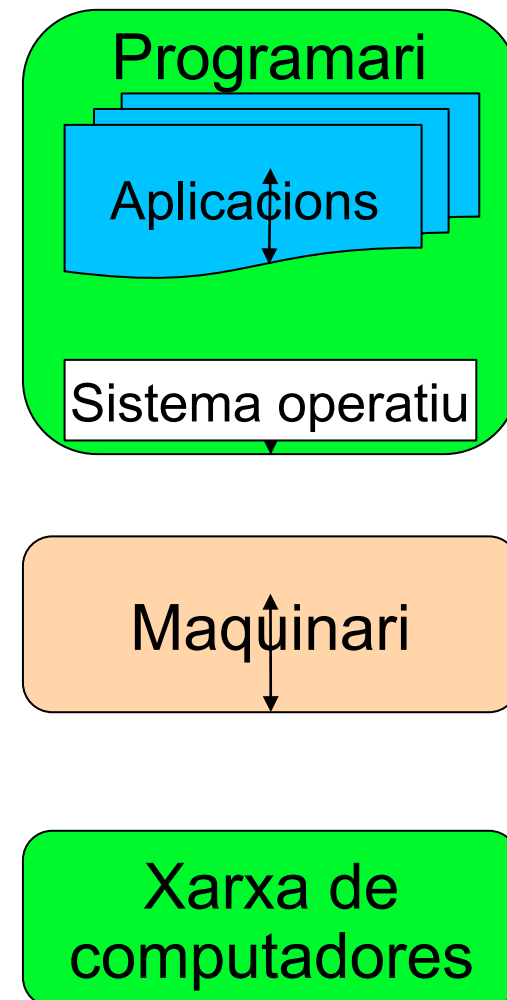 Programari
Aplicacions
Sistema operatiu
Maquinari
Xarxa de
computadores